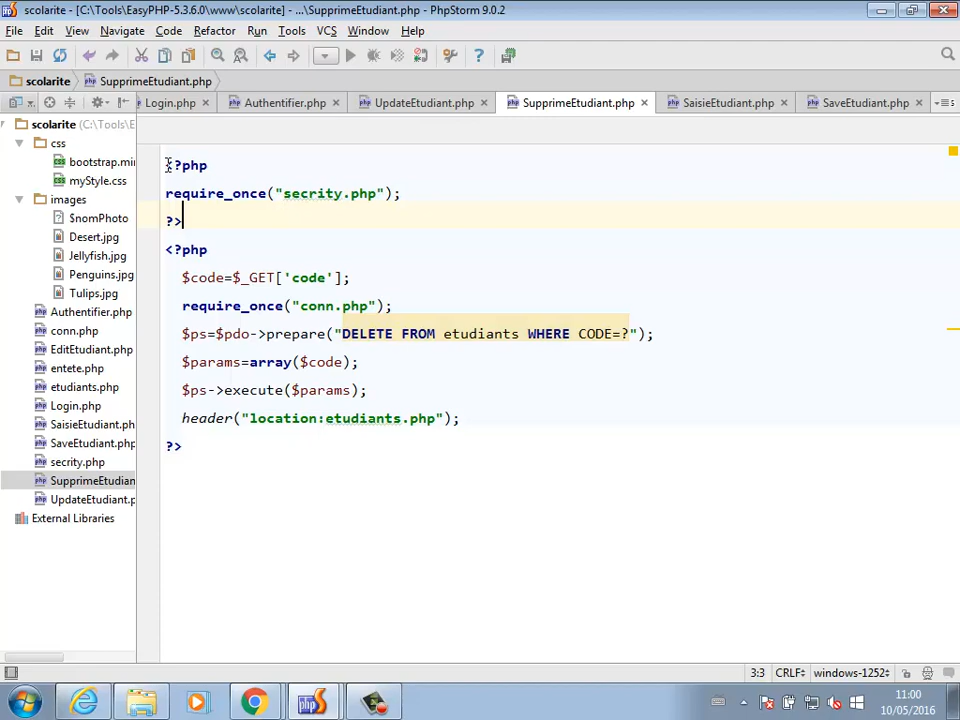 scolarite - [C:\Tools\EasyPHP-5.3.6.0\www\scolarite] - ...\SupprimeEtudiant.php - PhpStorm 9.0.2
File Edit View Navigate Code Refactor Run Tools VCS Window Help
scolarite SupprimeEtudiant.php
Login.php Authentifier.php UpdateEtudiant.php SupprimeEtudiant.php SaisieEtudiant.php SaveEtudiant.php
scolarite (C:\Tools\E
css
bootstrap.mi
myStyle.css
images
$nomPhoto
Desert.jpg
Jellyfish.jpg
Penguins.jpg
Tulips.jpg
Authentifier.php
conn.php
EditEtudiant.php
entete.php
etudiants.php
Login.php
SaisieEtudiant.ph
SaveEtudiant.php
secrity.php
SupprimeEtudian
UpdateEtudiant.p
External Libraries
<?php
require_once("secrity.php");
?>
<?php
$code=$_GET['code'];
require_once("conn.php");
$ps=$pdo->prepare("DELETE FROM etudiants WHERE CODE=?");
$params=array($code);
$ps->execute($params);
header("location:etudiants.php");
?>
3:3 CRLF windows-1252
11:00
10/05/2016